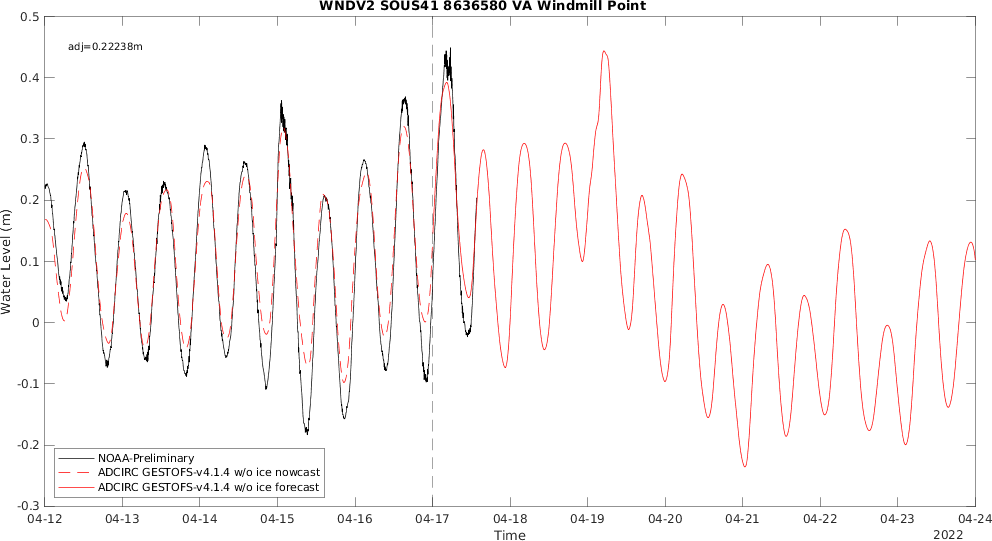 WNDV2 SOUS41 8636580 VA Windmill Point
adj=0.22238m
0.5
0.4
0.3
0.2
0.1
0
-0.1
-0.2
-0.3
Water Level (m)
NOAA-Preliminary
ADCIRC GESTOFS-v4.1.4 w/o ice nowcast
ADCIRC GESTOFS-v4.1.4 w/o ice forecast
04-12 04-13 04-14 04-15 04-16 04-17 04-18 04-19 04-20 04-21 04-22 04-23 04-24
Time
2022